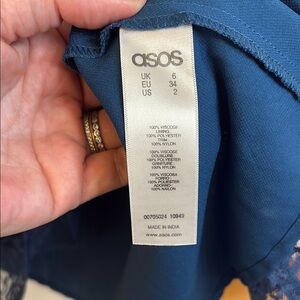 asos
UK 6
EU 34
US 2
100% VISCOSE
LINING
100% POLYESTER
TRIM
100% NYLON
100% VISCOSE
DOUBLURE
100% POLYESTER
GARNITURE
100% NYLON
100% VISCOSA
FORRO
100% POLIESTER
ADORNO
100% NAILON
00705024 10949
MADE IN INDIA
www.asos.com